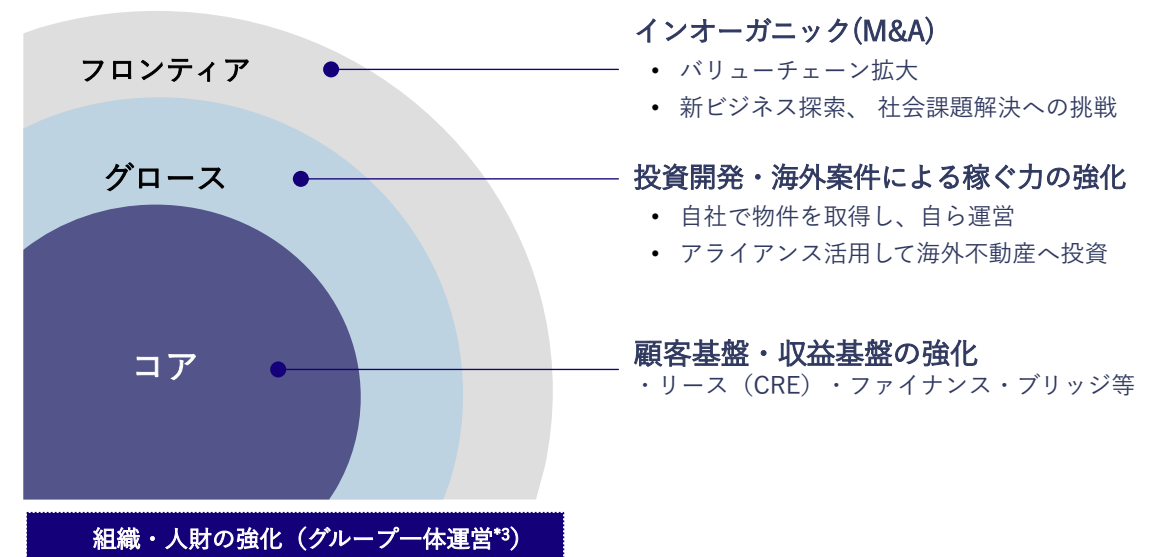 フロンティア
インオーガニック(M&A)
• バリューチェーン拡大
• 新ビジネス探索、 社会課題解決への挑戦
グロース
投資開発・海外案件による稼ぐ力の強化
• 自社で物件を取得し、自ら運営
• アライアンス活用して海外不動産へ投資
コア
顧客基盤・収益基盤の強化
・リース（CRE）・ファイナンス・ブリッジ等
組織・人財の強化（グループ一体運営*3）